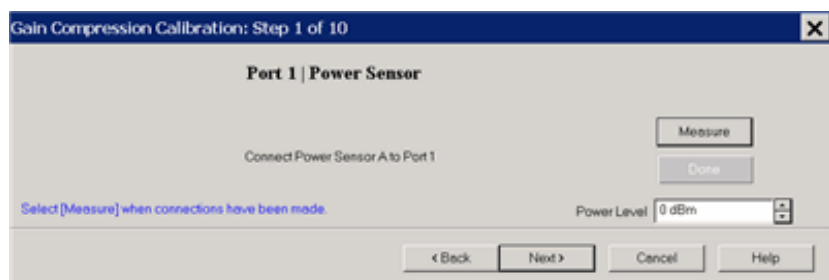 Gain Compression Calibration: Step 1 of 10
Port 1 | Power Sensor
Measure
Connect Power Sensor A to Port 1
Done
Select [Measure] when connections have been made.
Power Level 0 dBm
< Back Next > Cancel Help